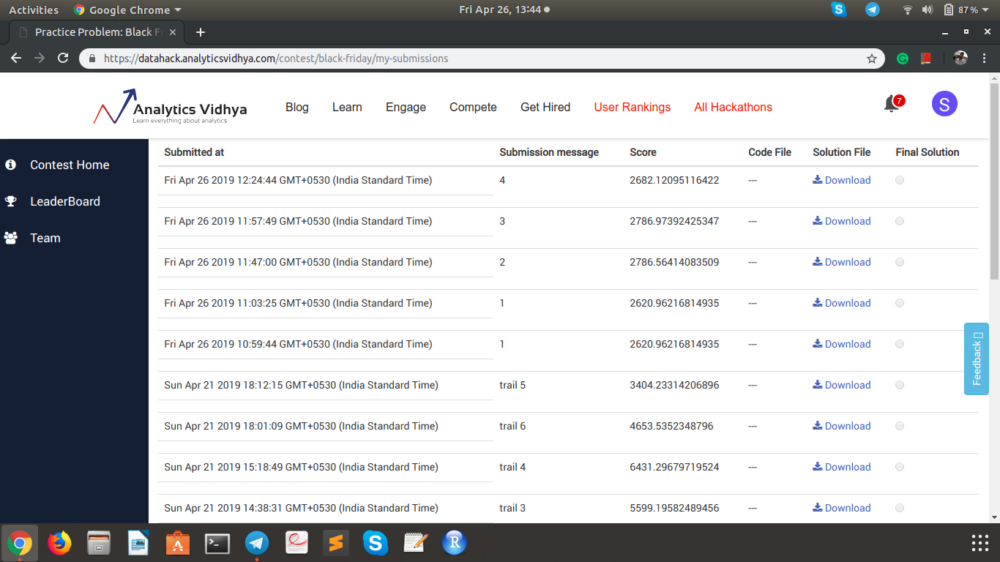 Activities Google Chrome Fri Apr 26, 13:44 87%
Practice Problem: Black Fr
https://datahack.analyticsvidhya.com/contest/black-friday/my-submissions
Analytics Vidhya
Learn everything about analytics
Blog Learn Engage Compete Get Hired User Rankings All Hackathons 7 S
Contest Home
LeaderBoard
Team
Submitted at Submission message Score Code File Solution File Final Solution
Fri Apr 26 2019 12:24:44 GMT+0530 (India Standard Time) 4 2682.12095116422 --- Download
Fri Apr 26 2019 11:57:49 GMT+0530 (India Standard Time) 3 2786.97392425347 --- Download
Fri Apr 26 2019 11:47:00 GMT+0530 (India Standard Time) 2 2786.56414083509 --- Download
Fri Apr 26 2019 11:03:25 GMT+0530 (India Standard Time) 1 2620.96216814935 --- Download
Fri Apr 26 2019 10:59:44 GMT+0530 (India Standard Time) 1 2620.96216814935 --- Download
Sun Apr 21 2019 18:12:15 GMT+0530 (India Standard Time) trail 5 3404.23314206896 --- Download
Sun Apr 21 2019 18:01:09 GMT+0530 (India Standard Time) trail 6 4653.5352348796 --- Download
Sun Apr 21 2019 15:18:49 GMT+0530 (India Standard Time) trail 4 6431.29679719524 --- Download
Sun Apr 21 2019 14:38:31 GMT+0530 (India Standard Time) trail 3 5599.19582489456 --- Download
Feedback